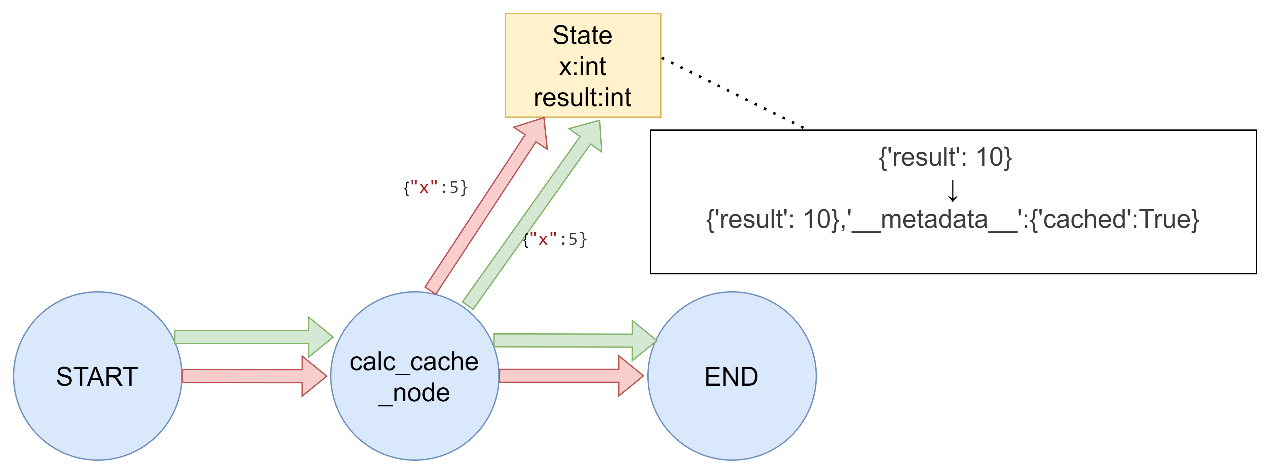 State
x:int
result:int
{'result': 10}
↓
{'result': 10},'__metadata__':{'cached':True}
{"x":5}
{"x":5}
START
calc_cache
_node
END